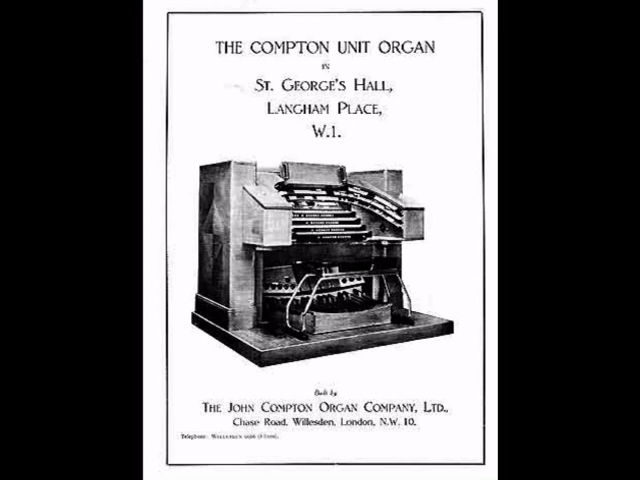 THE COMPTON UNIT ORGAN
IN
ST. GEORGE'S HALL,
LANGHAM PLACE,
W.1.
Built by
THE JOHN COMPTON ORGAN COMPANY, LTD.,
Chase Road, Willesden, London, N.W. 10.
Telephone: WILLESDEN